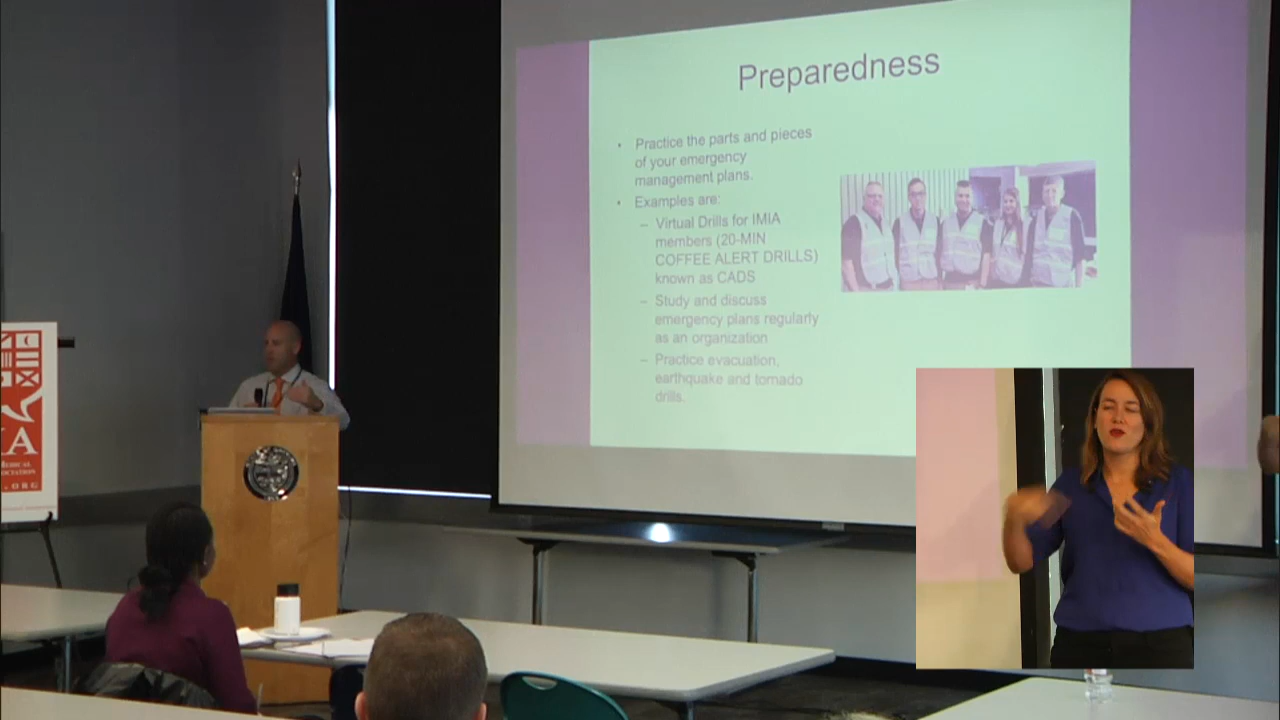 Preparedness
• Practice the parts and pieces
of your emergency
management plans.
• Examples are:
– Virtual Drills for IMIA
members (20-MIN
COFFEE ALERT DRILLS)
known as CADS
– Study and discuss
emergency plans regularly
as an organization
– Practice evacuation,
earthquake and tornado
drills.
IA
.ORG